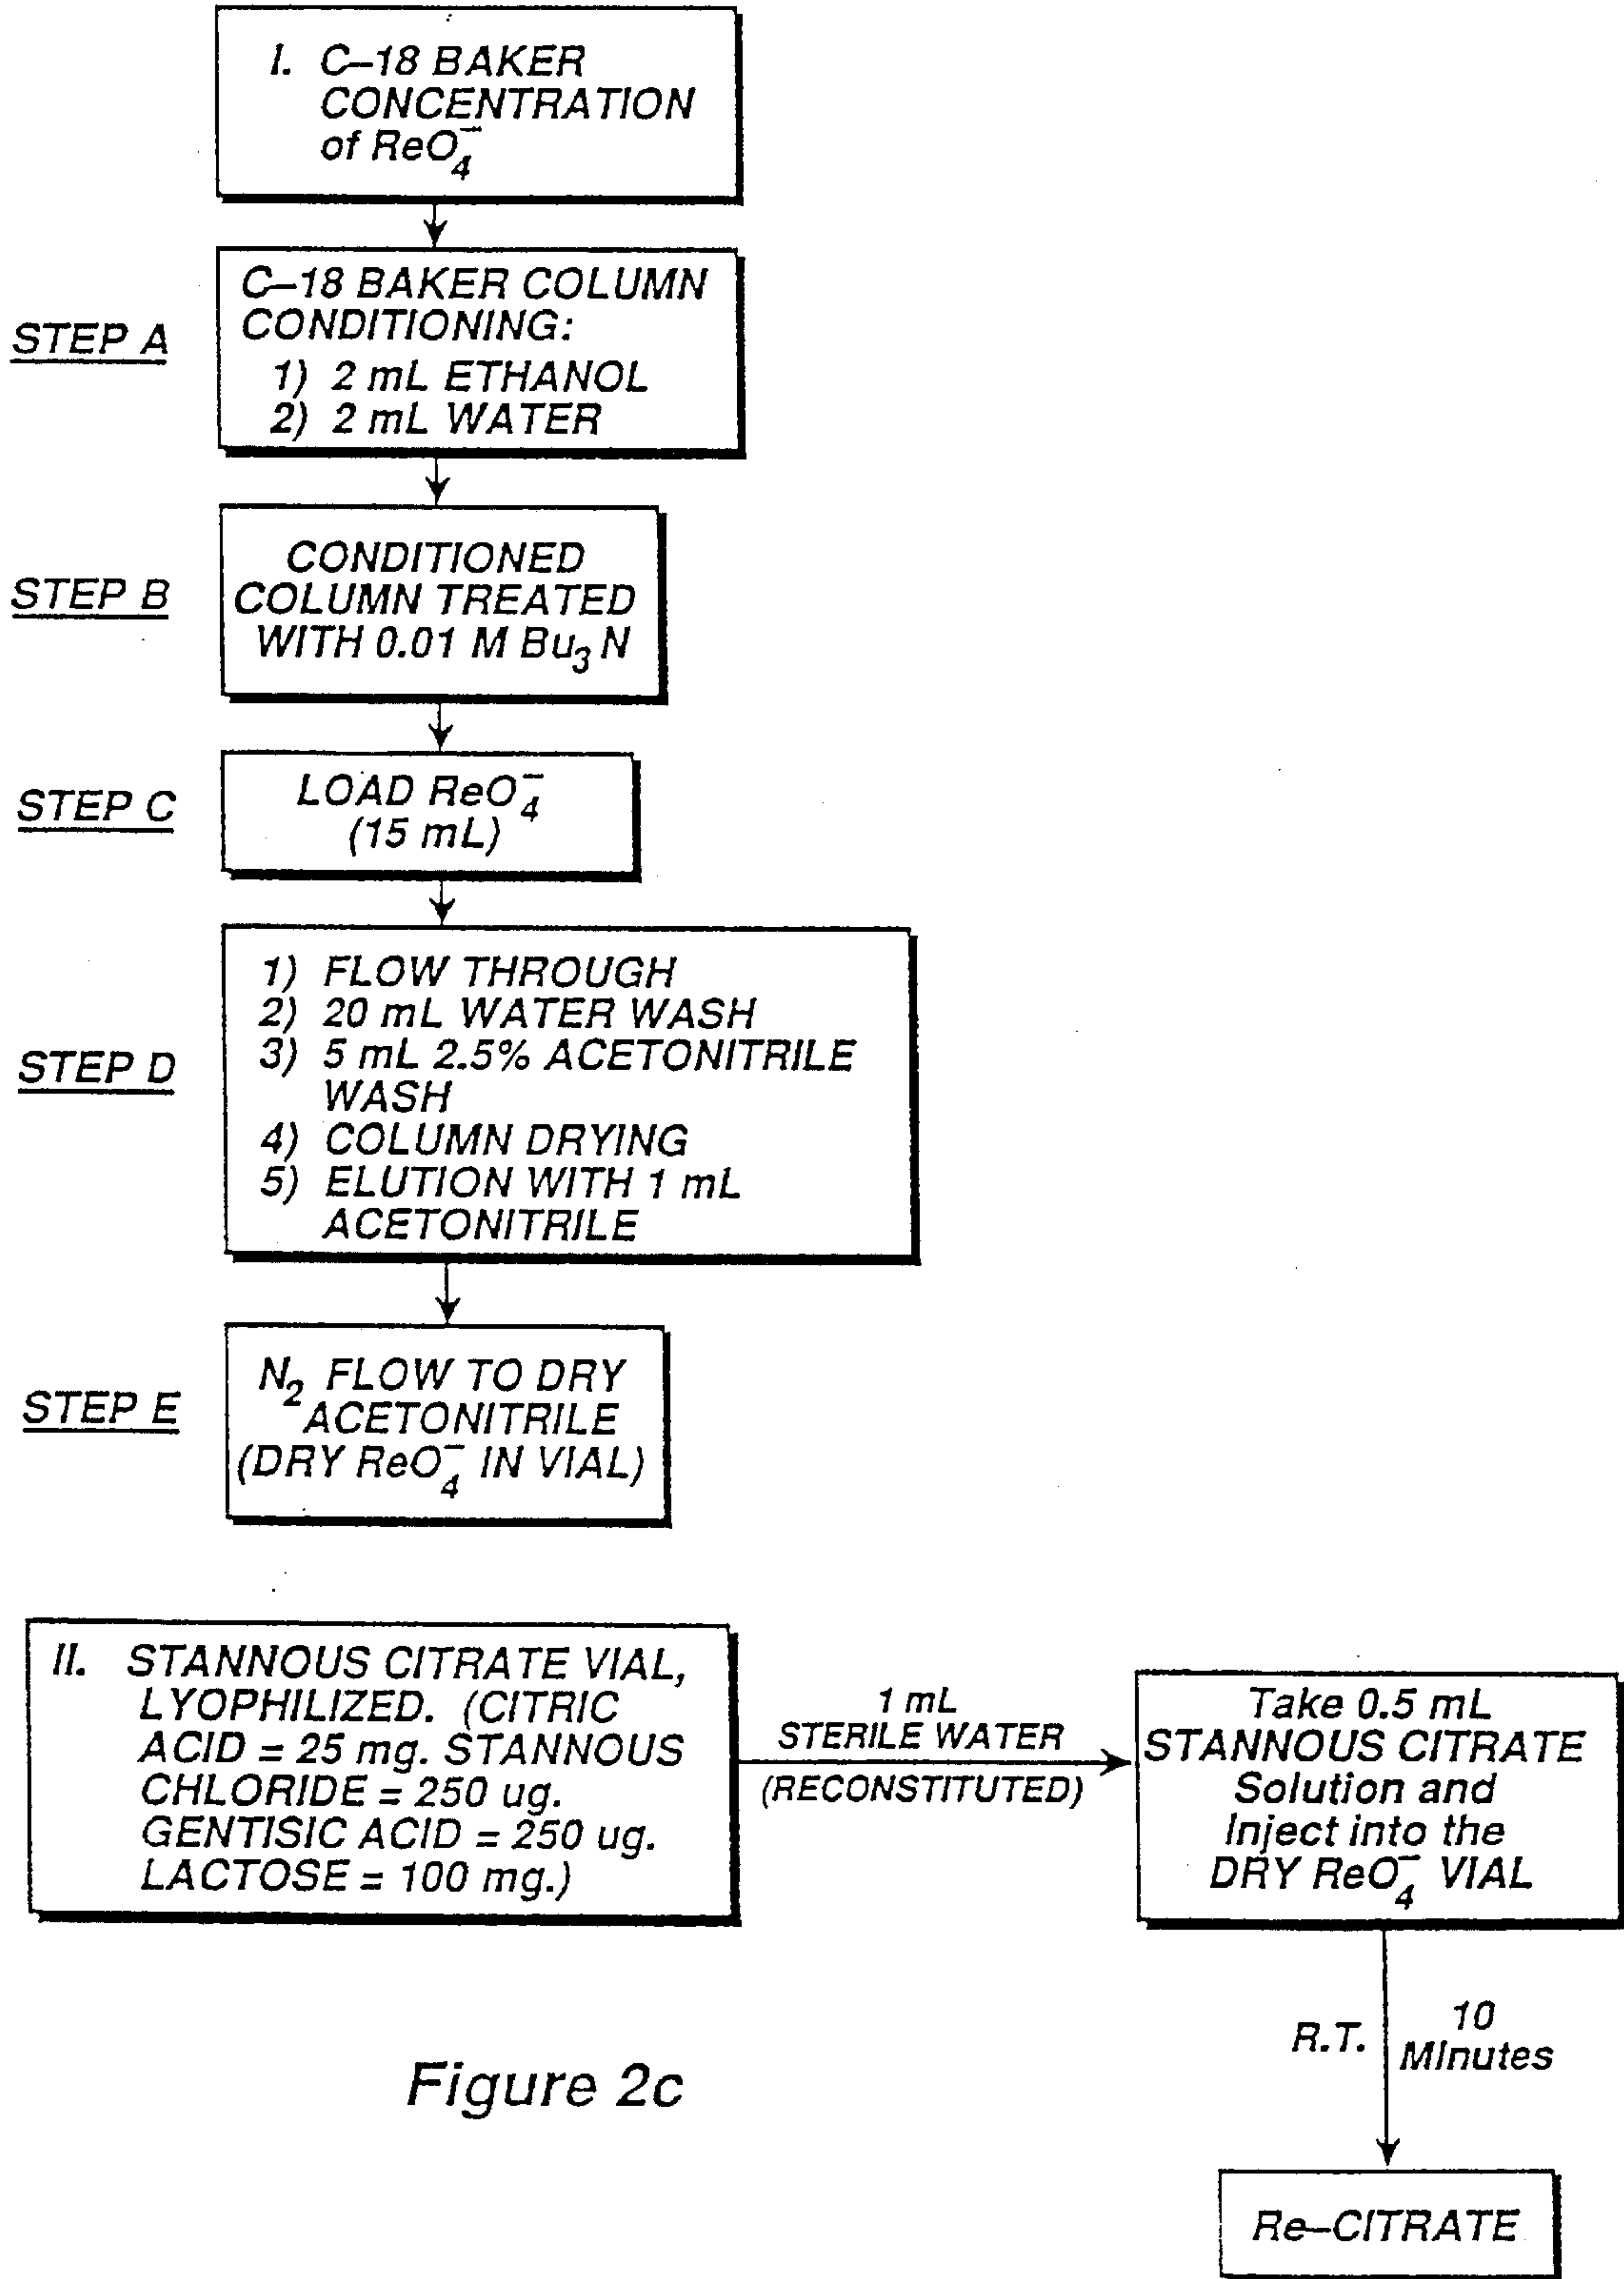 I. C–18 BAKER
CONCENTRATION
of ReO₄⁻
STEP A
C–18 BAKER COLUMN
CONDITIONING:
1) 2 mL ETHANOL
2) 2 mL WATER
STEP B
CONDITIONED
COLUMN TREATED
WITH 0.01 M Bu₃ N
STEP C
LOAD ReO₄⁻
(15 mL)
STEP D
1) FLOW THROUGH
2) 20 mL WATER WASH
3) 5 mL 2.5% ACETONITRILE
WASH
4) COLUMN DRYING
5) ELUTION WITH 1 mL
ACETONITRILE
STEP E
N₂ FLOW TO DRY
ACETONITRILE
(DRY ReO₄⁻ IN VIAL)
II. STANNOUS CITRATE VIAL,
LYOPHILIZED. (CITRIC
ACID = 25 mg. STANNOUS
CHLORIDE = 250 ug.
GENTISIC ACID = 250 ug.
LACTOSE = 100 mg.)
1 mL
STERILE WATER
(RECONSTITUTED)
Take 0.5 mL
STANNOUS CITRATE
Solution and
Inject into the
DRY ReO₄⁻ VIAL
R.T.
10
Minutes
Re–CITRATE
Figure 2c